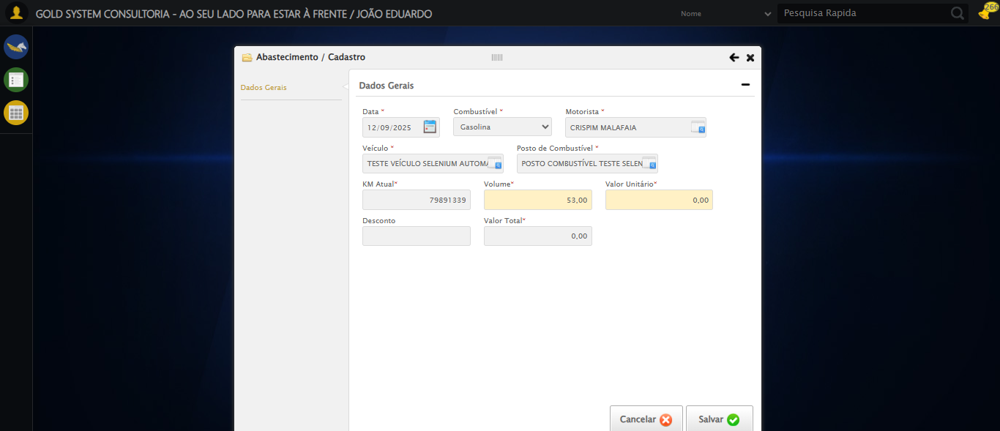 GOLD SYSTEM CONSULTORIA - AO SEU LADO PARA ESTAR À FRENTE / JOÃO EDUARDO
Nome
Pesquisa Rapida
266
Abastecimento / Cadastro
Dados Gerais
Dados Gerais
Data * Combustível * Motorista *
12/09/2025 Gasolina CRISPIM MALAFAIA
Veículo * Posto de Combustível *
TESTE VEÍCULO SELENIUM AUTOMA POSTO COMBUSTÍVEL TESTE SELEN
KM Atual* Volume* Valor Unitário*
79891339 53,00 0,00
Desconto Valor Total*
0,00
Cancelar Salvar